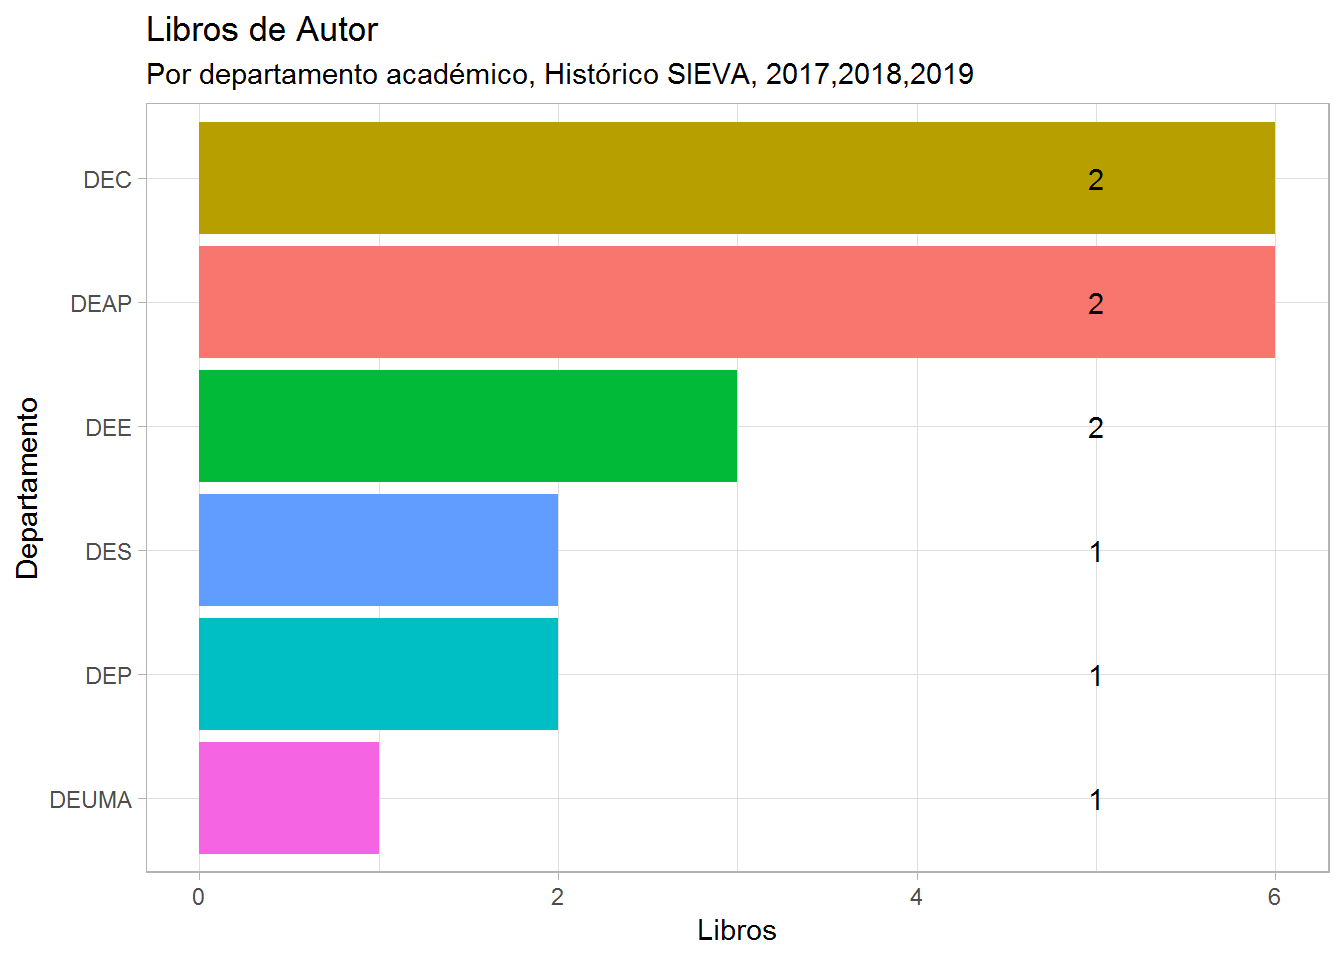 Libros de Autor
Por departamento académico, Histórico SIEVA, 2017,2018,2019
Departamento
DEC
2
DEAP
2
DEE
2
DES
1
DEP
1
DEUMA
1
0
2
4
6
Libros